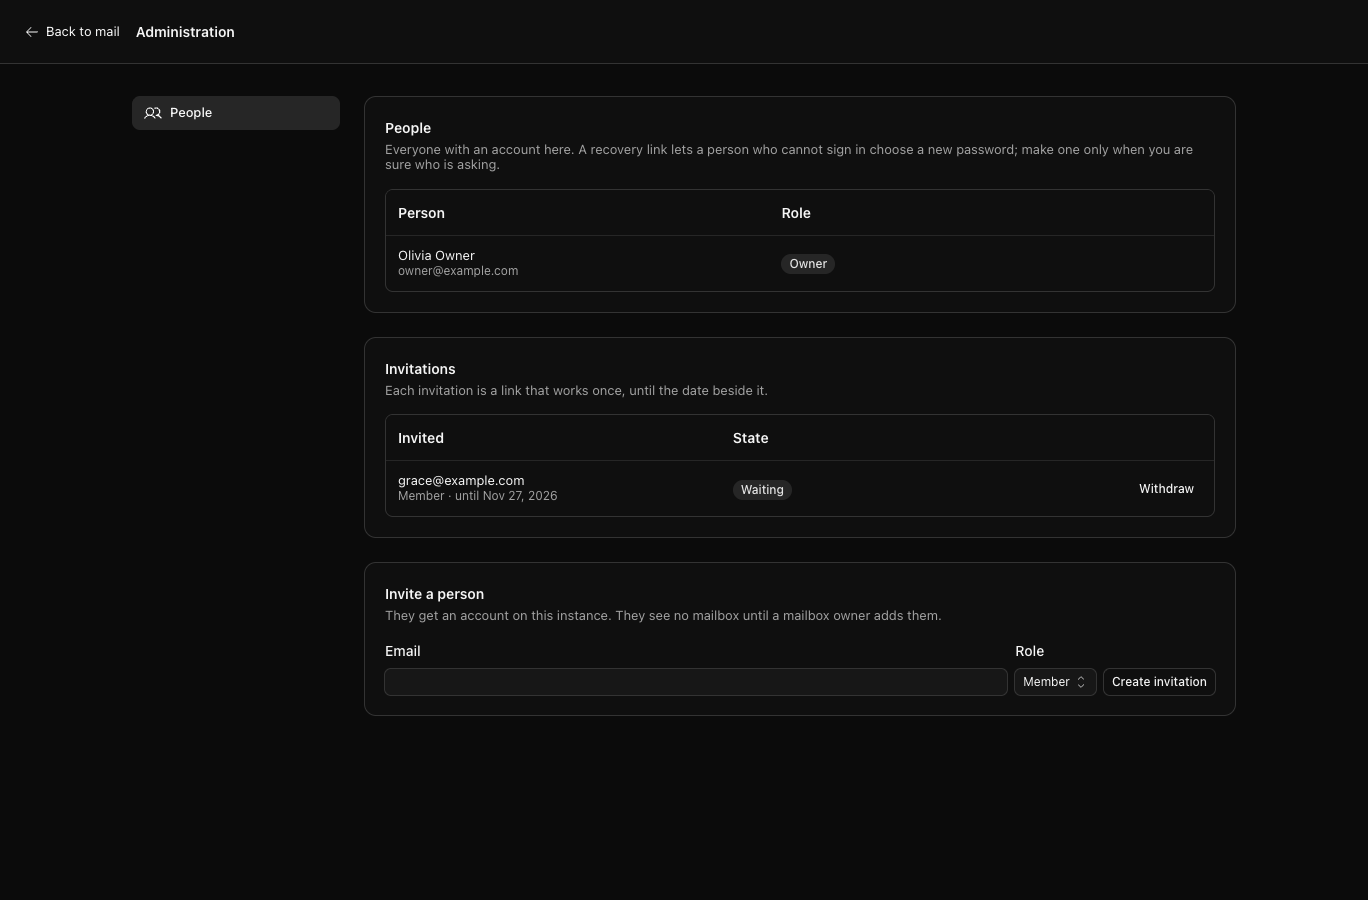 Back to mail
Administration
People
People
Everyone with an account here. A recovery link lets a person who cannot sign in choose a new password; make one only when you are
sure who is asking.
Person Role
Olivia Owner
owner@example.com
Owner
Invitations
Each invitation is a link that works once, until the date beside it.
Invited State
grace@example.com
Member · until Nov 27, 2026
Waiting
Withdraw
Invite a person
They get an account on this instance. They see no mailbox until a mailbox owner adds them.
Email Role
Member Create invitation